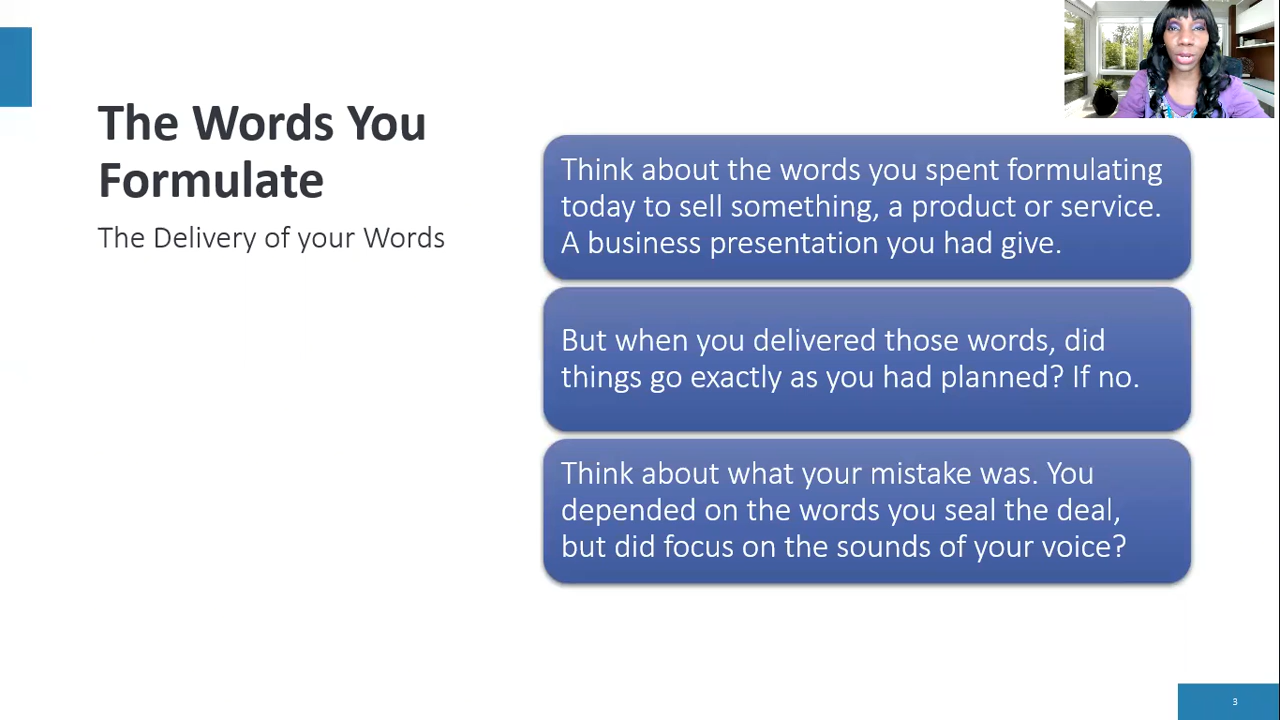 The Words You
Formulate
The Delivery of your Words
Think about the words you spent formulating
today to sell something, a product or service.
A business presentation you had give.
But when you delivered those words, did
things go exactly as you had planned? If no.
Think about what your mistake was. You
depended on the words you seal the deal,
but did focus on the sounds of your voice?
3